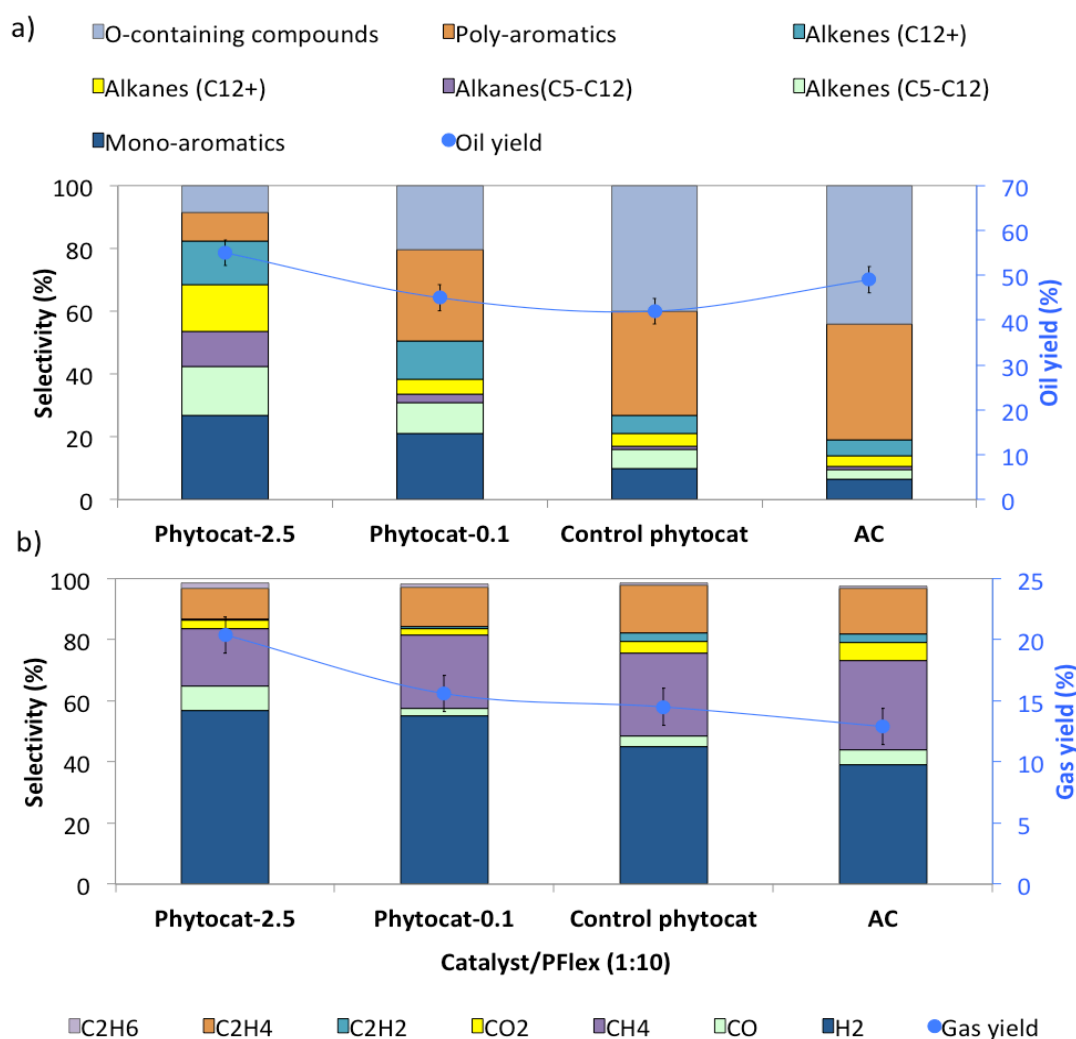 a)
O-containing compounds Poly-aromatics Alkenes (C12+)
Alkanes (C12+) Alkanes(C5-C12) Alkenes (C5-C12)
Mono-aromatics Oil yield
100 70
60
80
50
60
40
30
40
20
20
10
0 0
Selectivity (%)
Oil yield (%)
Phytocat-2.5 Phytocat-0.1 Control phytocat AC
b)
100 25
80 20
60 15
40 10
20 5
0 0
Selectivity (%)
Gas yield (%)
Phytocat-2.5 Phytocat-0.1 Control phytocat AC
Catalyst/PFlex (1:10)
C2H6 C2H4 C2H2 CO2 CH4 CO H2 Gas yield